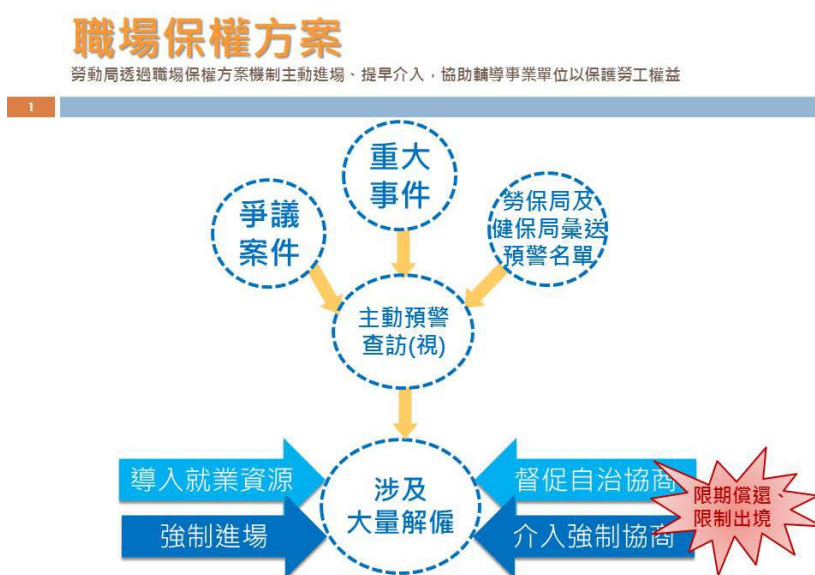 職場保權方案
勞動局透過職場保權方案機制主動進場、提早介入，協助輔導事業單位以保護勞工權益
1
重大
事件
爭議
案件
勞保局及
健保局彙送
預警名單
主動預警
查訪(視)
導入就業資源
強制進場
涉及
大量解僱
督促自治協商
介入強制協商
限期償還、
限制出境